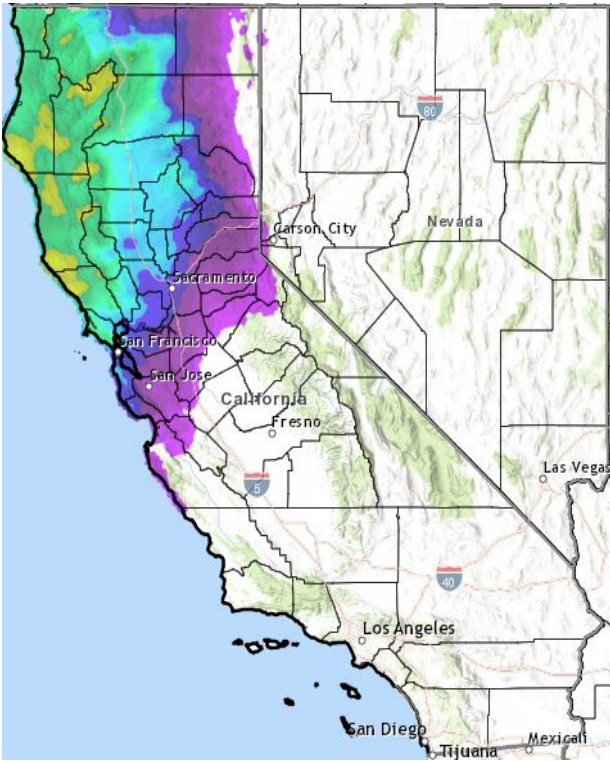 80
Nevada
Carson City
Sacramento
San Francisco
San Jose
California
Fresno
Las Vegas
5
40
Los Angeles
San Diego
Mexicali
Tijuana